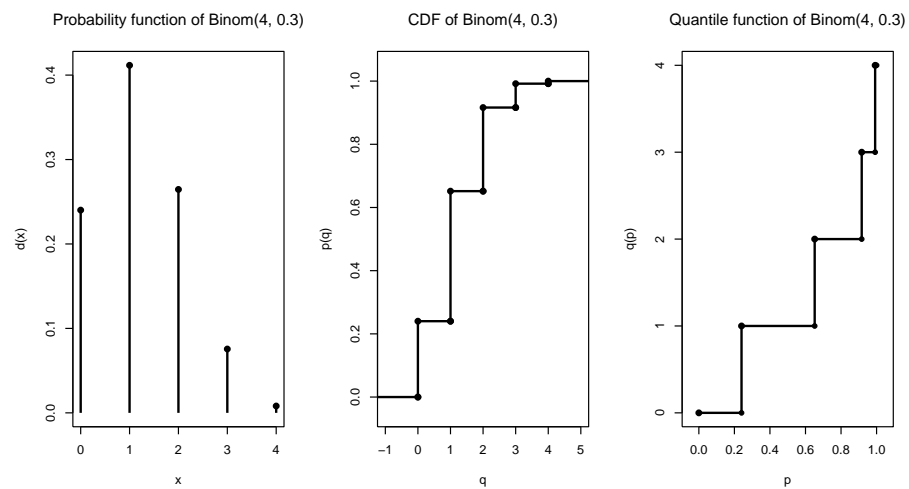 Probability function of Binom(4, 0.3)
d(x)
0.0
0.1
0.2
0.3
0.4
0 1 2 3 4
x
CDF of Binom(4, 0.3)
p(q)
0.0
0.2
0.4
0.6
0.8
1.0
−1 0 1 2 3 4 5
q
Quantile function of Binom(4, 0.3)
q(p)
0
1
2
3
4
0.0 0.2 0.4 0.6 0.8 1.0
p